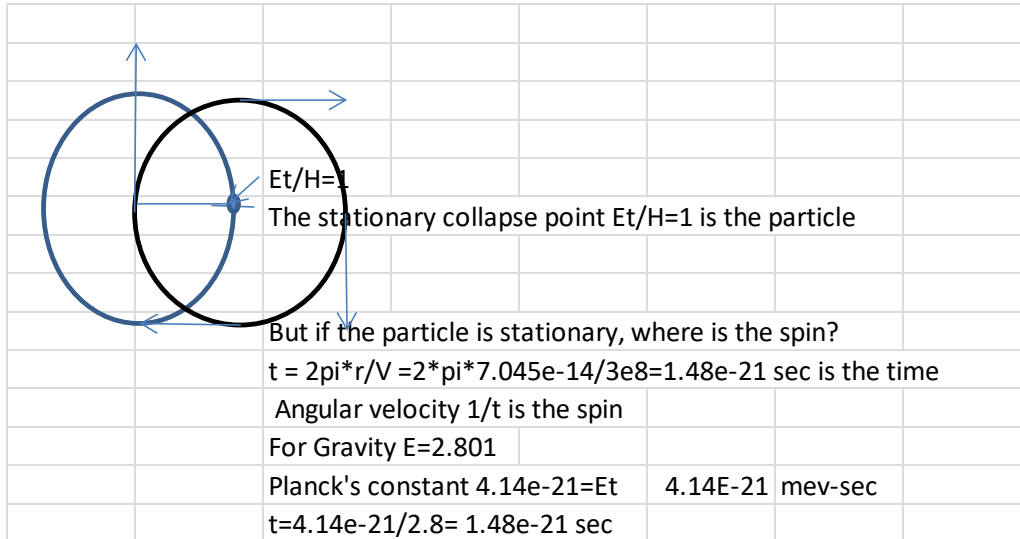 Et/H=1
The stationary collapse point Et/H=1 is the particle
But if the particle is stationary, where is the spin?
t = 2pi*r/V =2*pi*7.045e-14/3e8=1.48e-21 sec is the time
Angular velocity 1/t is the spin
For Gravity E=2.801
Planck's constant 4.14e-21=Et 4.14E-21 mev-sec
t=4.14e-21/2.8= 1.48e-21 sec